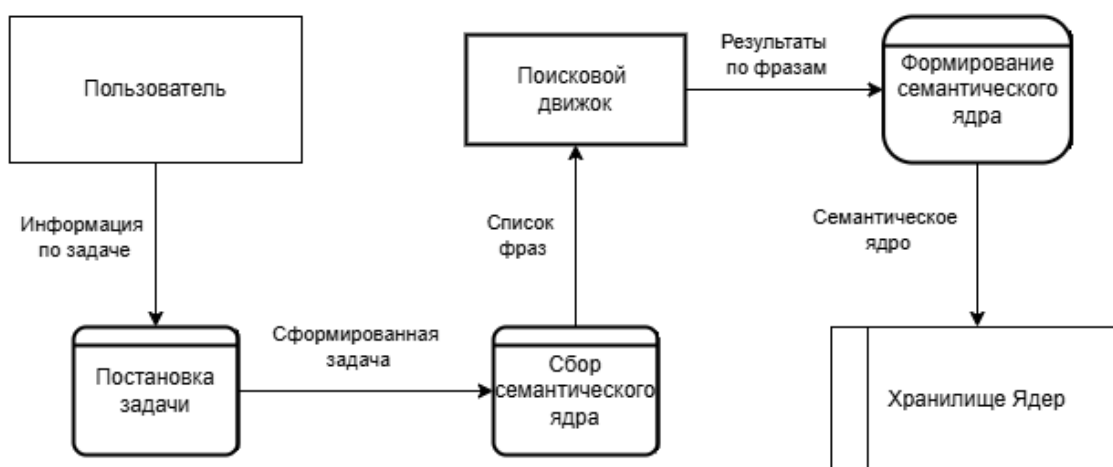 Пользователь
Информация
по задаче
Постановка
задачи
Сформированная
задача
Сбор
семантического
ядра
Список
фраз
Поисковой
движок
Результаты
по фразам
Формирование
семантического
ядра
Семантическое
ядро
Хранилище Ядер